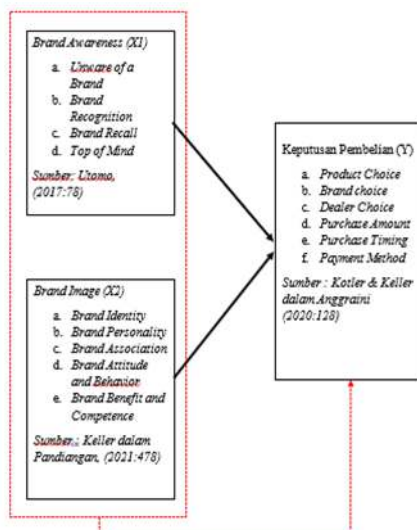 Brand Awareness (X1)
a. Unware of a
Brand
b. Brand
Recognition
c. Brand Recall
d. Top of Mind
Sumber: Utomo,
(2017:78)
Keputusan Pembelian (Y)
a. Product Choice
b. Brand choice
c. Dealer Choice
d. Purchase Amount
e. Purchase Timing
f. Payment Method
Sumber : Kotler & Keller
dalam Anggraini
(2020:128)
Brand Image (X2)
a. Brand Identity
b. Brand Personality
c. Brand Association
d. Brand Attitude
and Behavior
e. Brand Benefit and
Competence
Sumber : Keller dalam
Pandiangan, (2021:478)